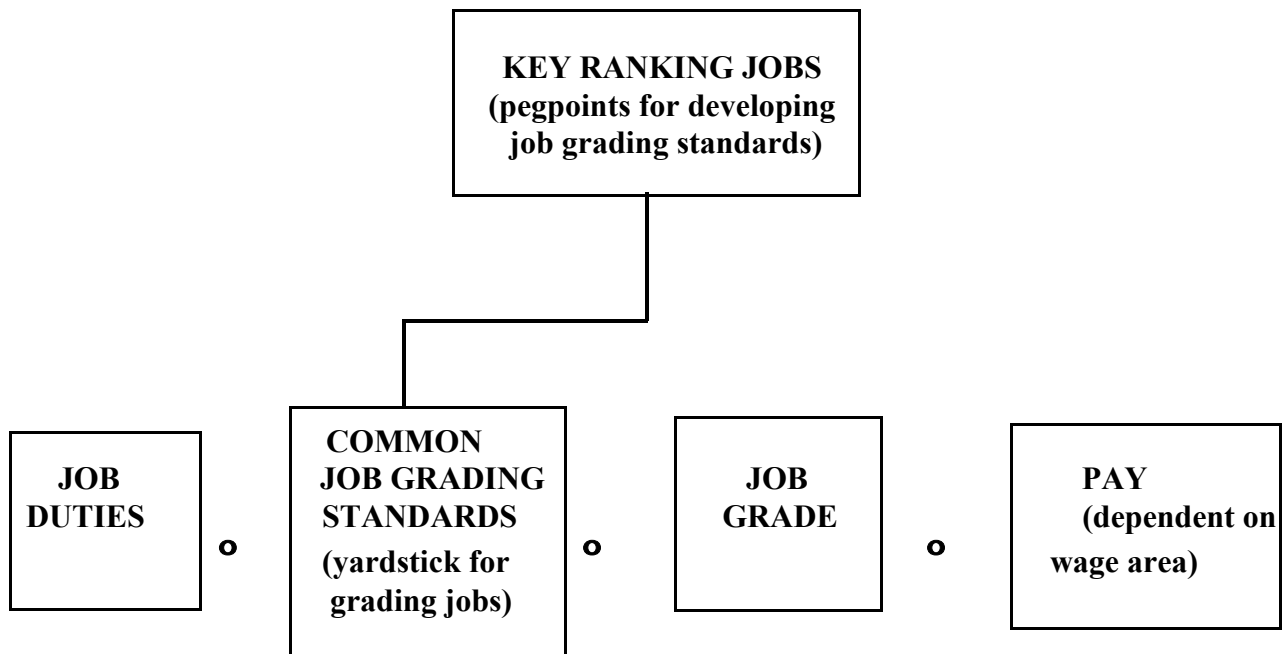 KEY RANKING JOBS
(pegpoints for developing
job grading standards)
JOB
DUTIES
o
COMMON
JOB GRADING
STANDARDS
(yardstick for
grading jobs)
o
JOB
GRADE
o
PAY
(dependent on
wage area)